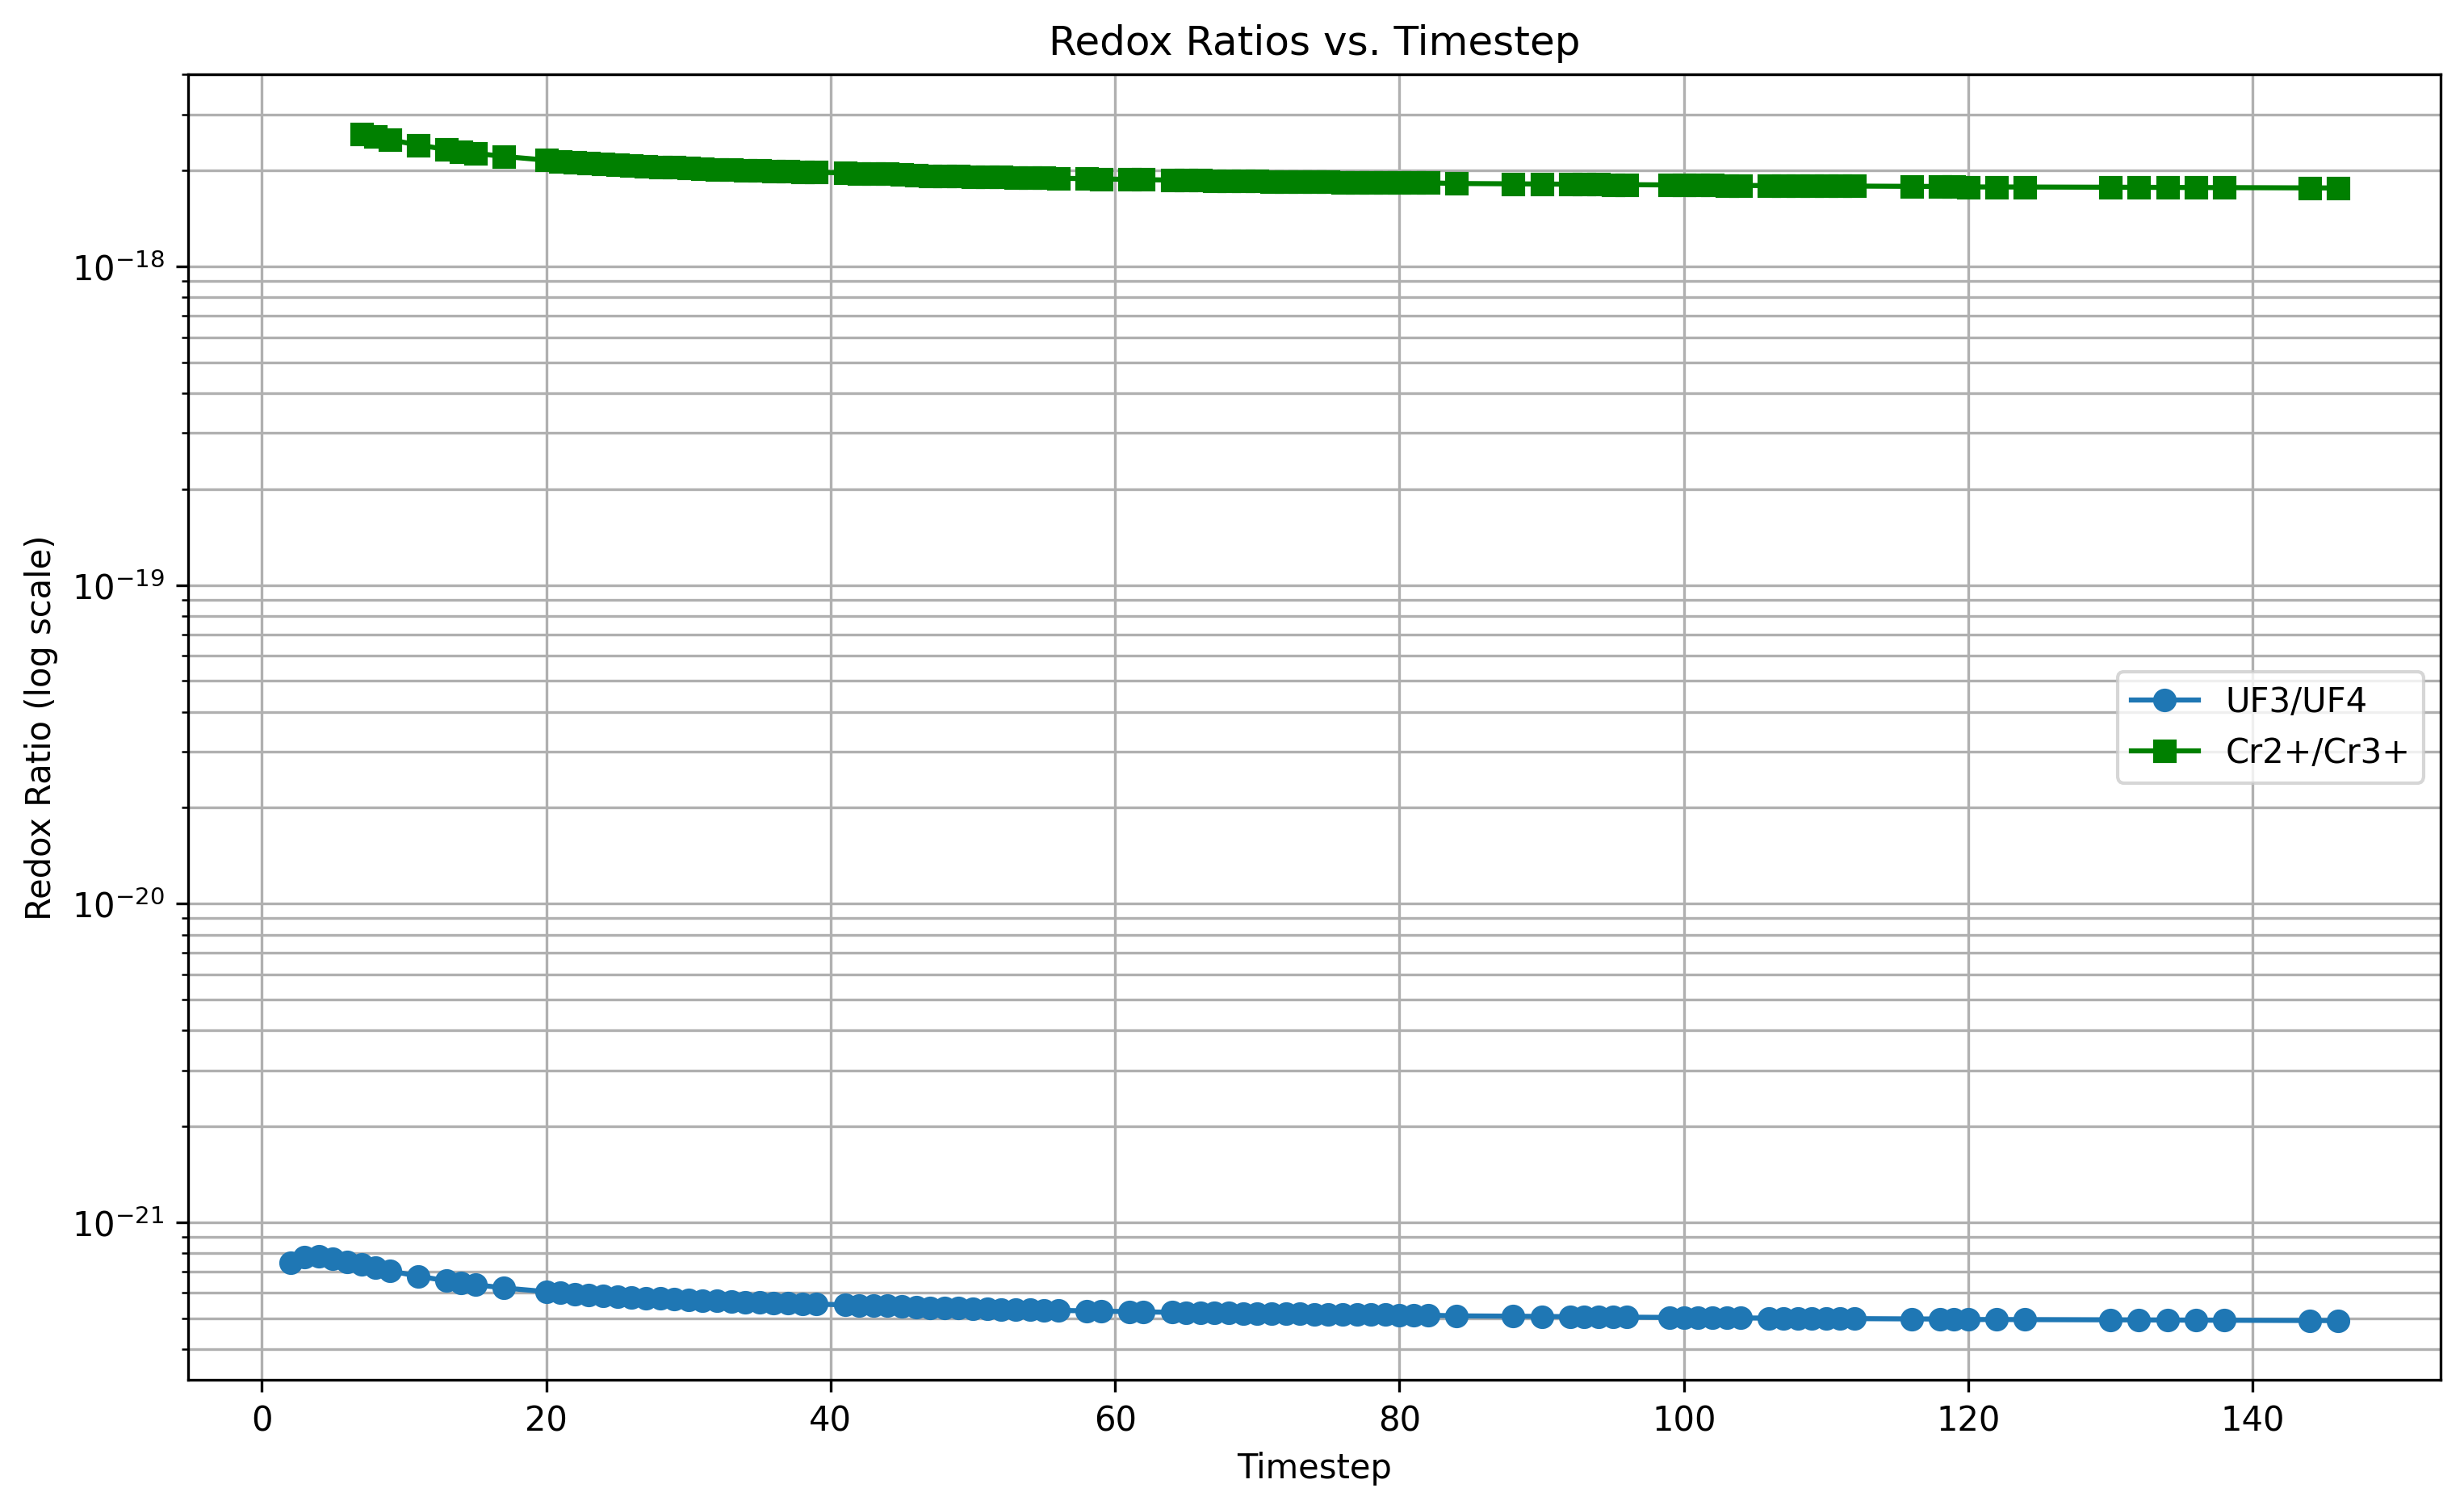 Redox Ratios vs. Timestep
Redox Ratio (log scale)
10⁻¹⁸
10⁻¹⁹
10⁻²⁰
10⁻²¹
UF3/UF4
Cr2+/Cr3+
0 20 40 60 80 100 120 140
Timestep